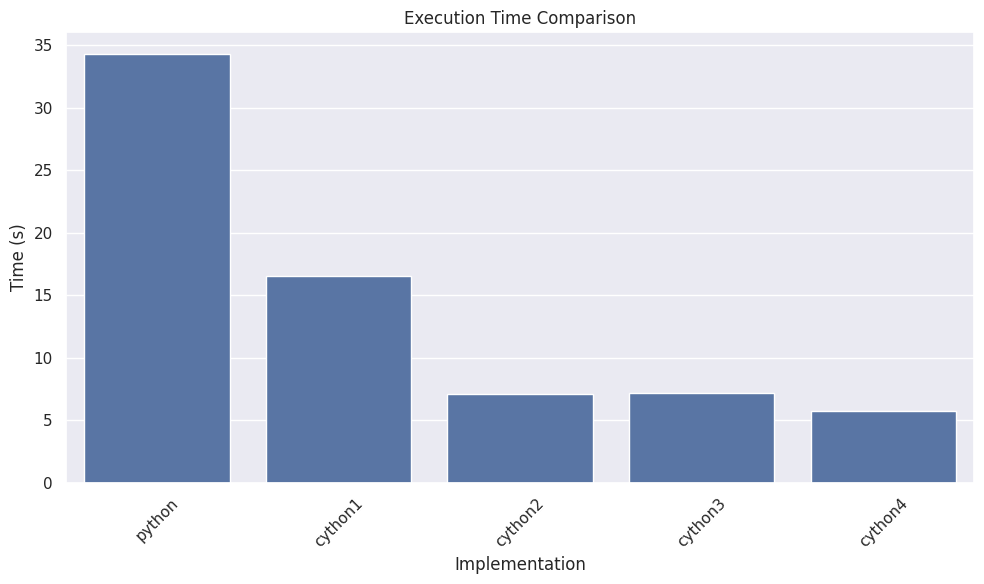 Execution Time Comparison
35
30
25
20
15
10
5
0
Time (s)
python
cython1
cython2
cython3
cython4
Implementation